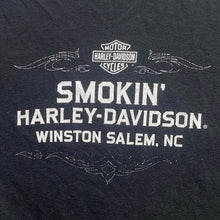 MOTOR
HARLEY-DAVIDSON
CYCLES
SMOKIN'
HARLEY-DAVIDSON®
WINSTON SALEM, NC